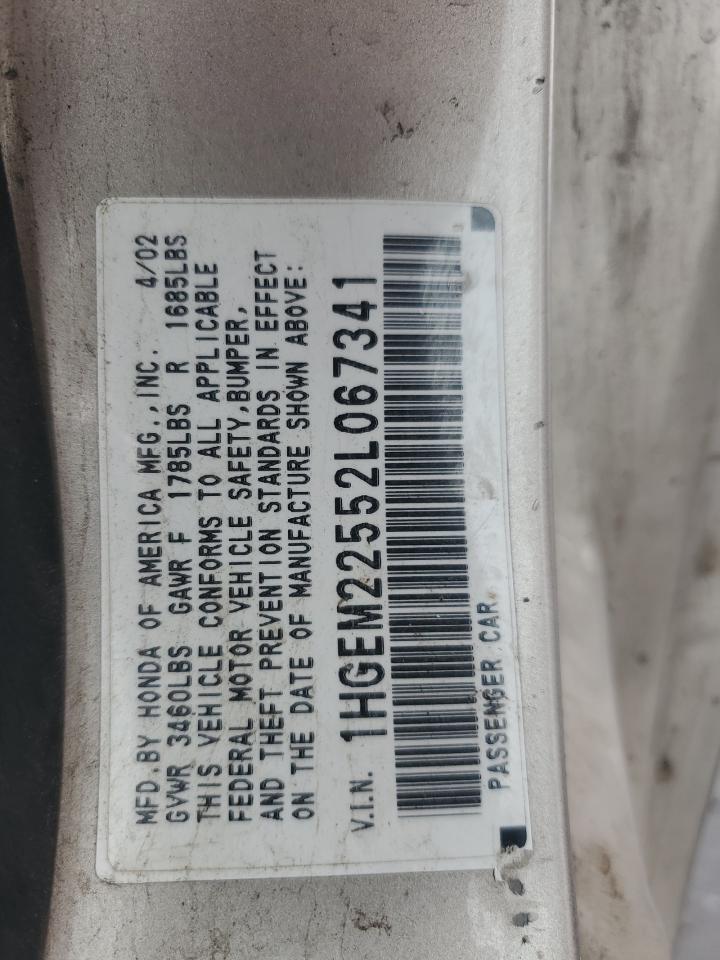 MFD.BY HONDA OF AMERICA MFG.,INC. 4/02
GVWR 3460LBS GAWR F 1785LBS R 1685LBS
THIS VEHICLE CONFORMS TO ALL APPLICABLE
FEDERAL MOTOR VEHICLE SAFETY,BUMPER,
AND THEFT PREVENTION STANDARDS IN EFFECT
ON THE DATE OF MANUFACTURE SHOWN ABOVE:
V.I.N. 1HGEM22552L067341
PASSENGER CAR